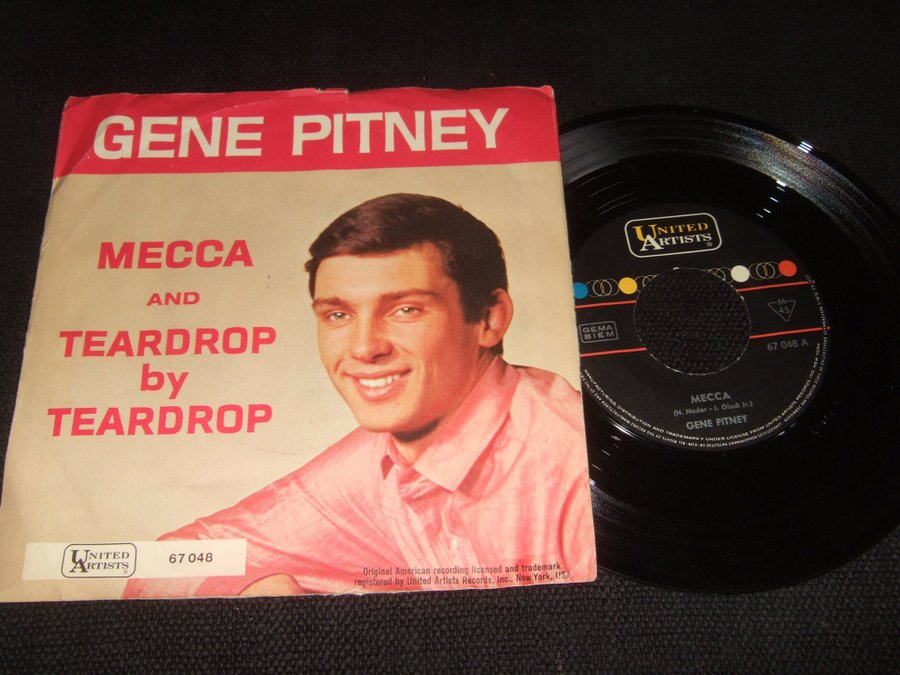 GENE PITNEY
MECCA
AND
TEARDROP
by
TEARDROP
UNITED
ARTISTS
67 048
Original American recording licensed and trademark
registered by United Artists Records, Inc., New York, USA
UNITED
ARTISTS®
GEMA
BIEM
M
45
67 048 A
MECCA
(N. Nader - J. Gluck Jr.)
GENE PITNEY